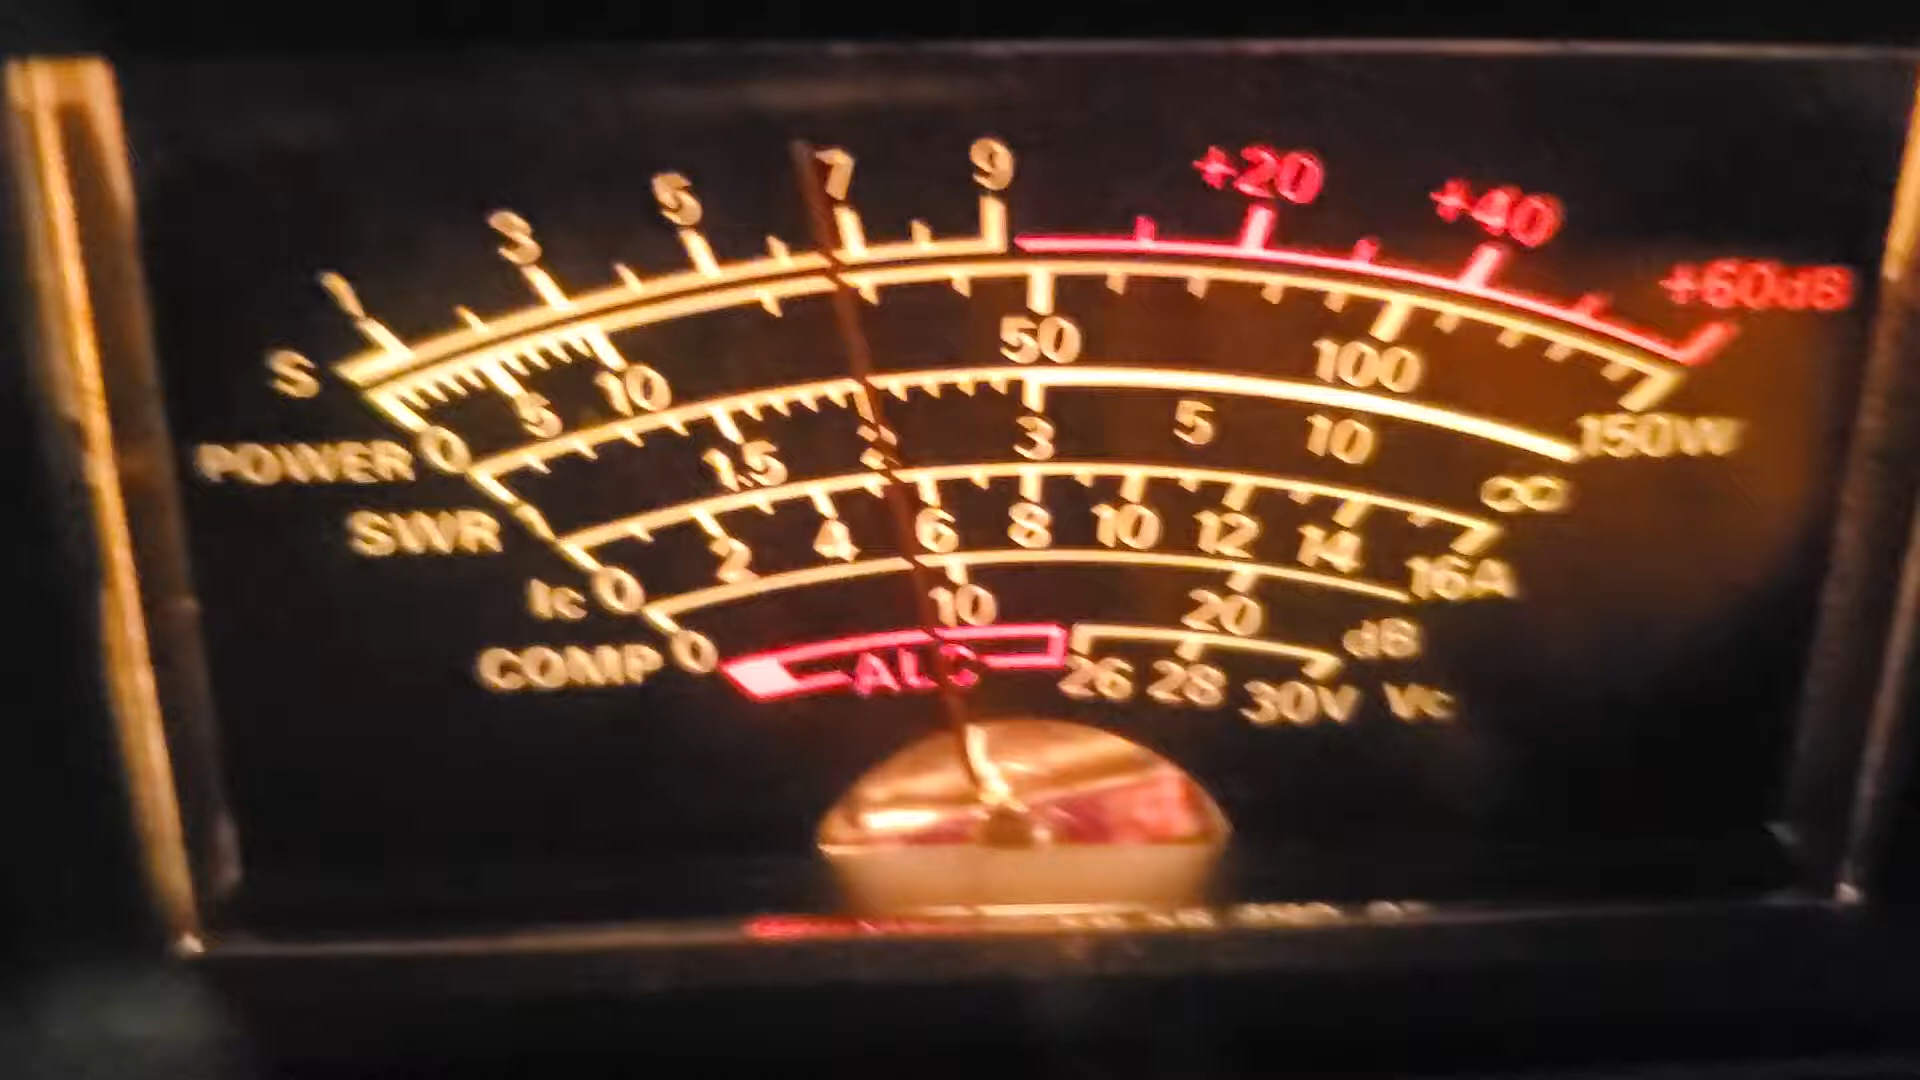 S 1 3 5 7 9 +20 +40 +60dB
POWER 0 5 10 50 100 150W
SWR 1.5 2 3 5 10 ∞
Ic 0 2 4 6 8 10 12 14 16A
COMP 0 10 20 dB
ALC 26 28 30V Vc